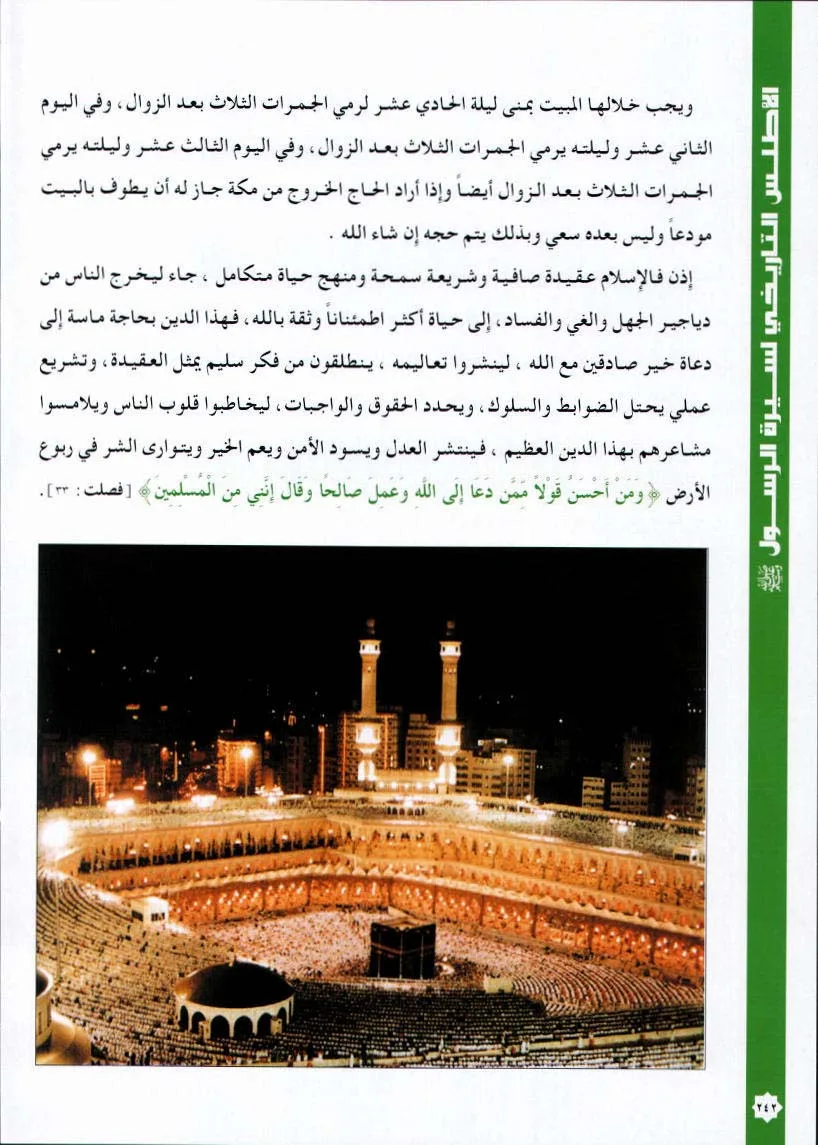 ويجب خلالها المبيت بمنى ليلة الحادي عشر لرمي الجمرات الثلاث بعد الزوال، وفي اليوم
الثاني عشر وليلته يرمي الجمرات الثلاث بعد الزوال، وفي اليوم الثالث عشر وليلته يرمي
الجمرات الثلاث بعد الزوال أيضاً وإذا أراد الحاج الخروج من مكة جاز له أن يطوف بالبيت
مودعاً وليس بعده سعي وبذلك يتم حجه إن شاء الله .
إذن فالإسلام عقيدة صافية وشريعة سمحة ومنهج حياة متكامل ، جاء ليخرج الناس من
دياجير الجهل والغي والفساد، إلى حياة أكثر اطمئناناً وثقة بالله، فهذا الدين بحاجة ماسة إلى
دعاة خير صادقين مع الله ، لينشروا تعاليمه ، ينطلقون من فكر سليم يمثل العقيدة، وتشريع
عملي يحتل الضوابط والسلوك، ويحدد الحقوق والواجبات، ليخاطبوا قلوب الناس ويلامسوا
مشاعرهم بهذا الدين العظيم ، فينتشر العدل ويسود الأمن ويعم الخير ويتوارى الشر في ربوع
الأرض ﴿ وَمَنْ أَحْسَنُ قَوْلاً مِّمَّن دَعَا إِلَى اللَّهِ وَعَمِلَ صَالِحًا وَقَالَ إِنَّنِي مِنَ الْمُسْلِمِينَ﴾ [فصلت: ٣٣].
الأطلس التاريخي لسيرة الرسول ﷺ
٢٤٢